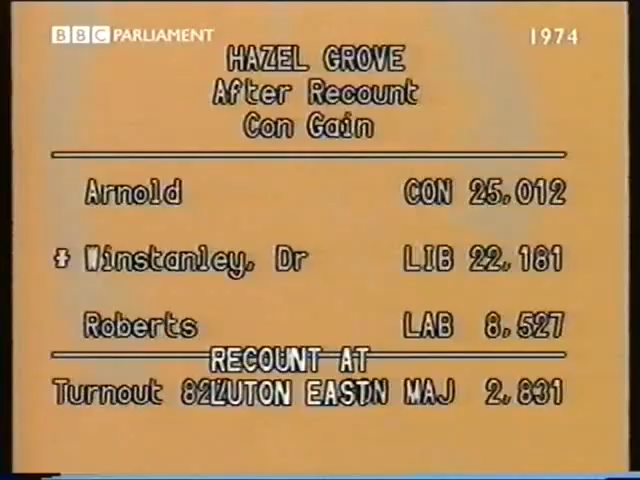 BBC PARLIAMENT 1974
HAZEL GROVE
After Recount
Con Gain
Arnold CON 25,012
* Winstanley, Dr LIB 22,181
Roberts LAB 8,527
RECOUNT AT
Turnout MAJ 2,831
LUTON EAST